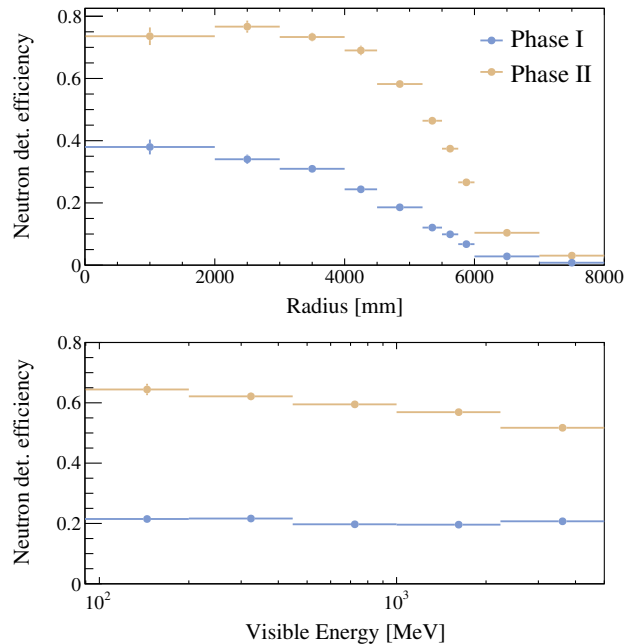 0.8
0.6
0.4
0.2
0
Neutron det. efficiency
Phase I
Phase II
0 2000 4000 6000 8000
Radius [mm]
0.8
0.6
0.4
0.2
0
Neutron det. efficiency
10² 10³
Visible Energy [MeV]